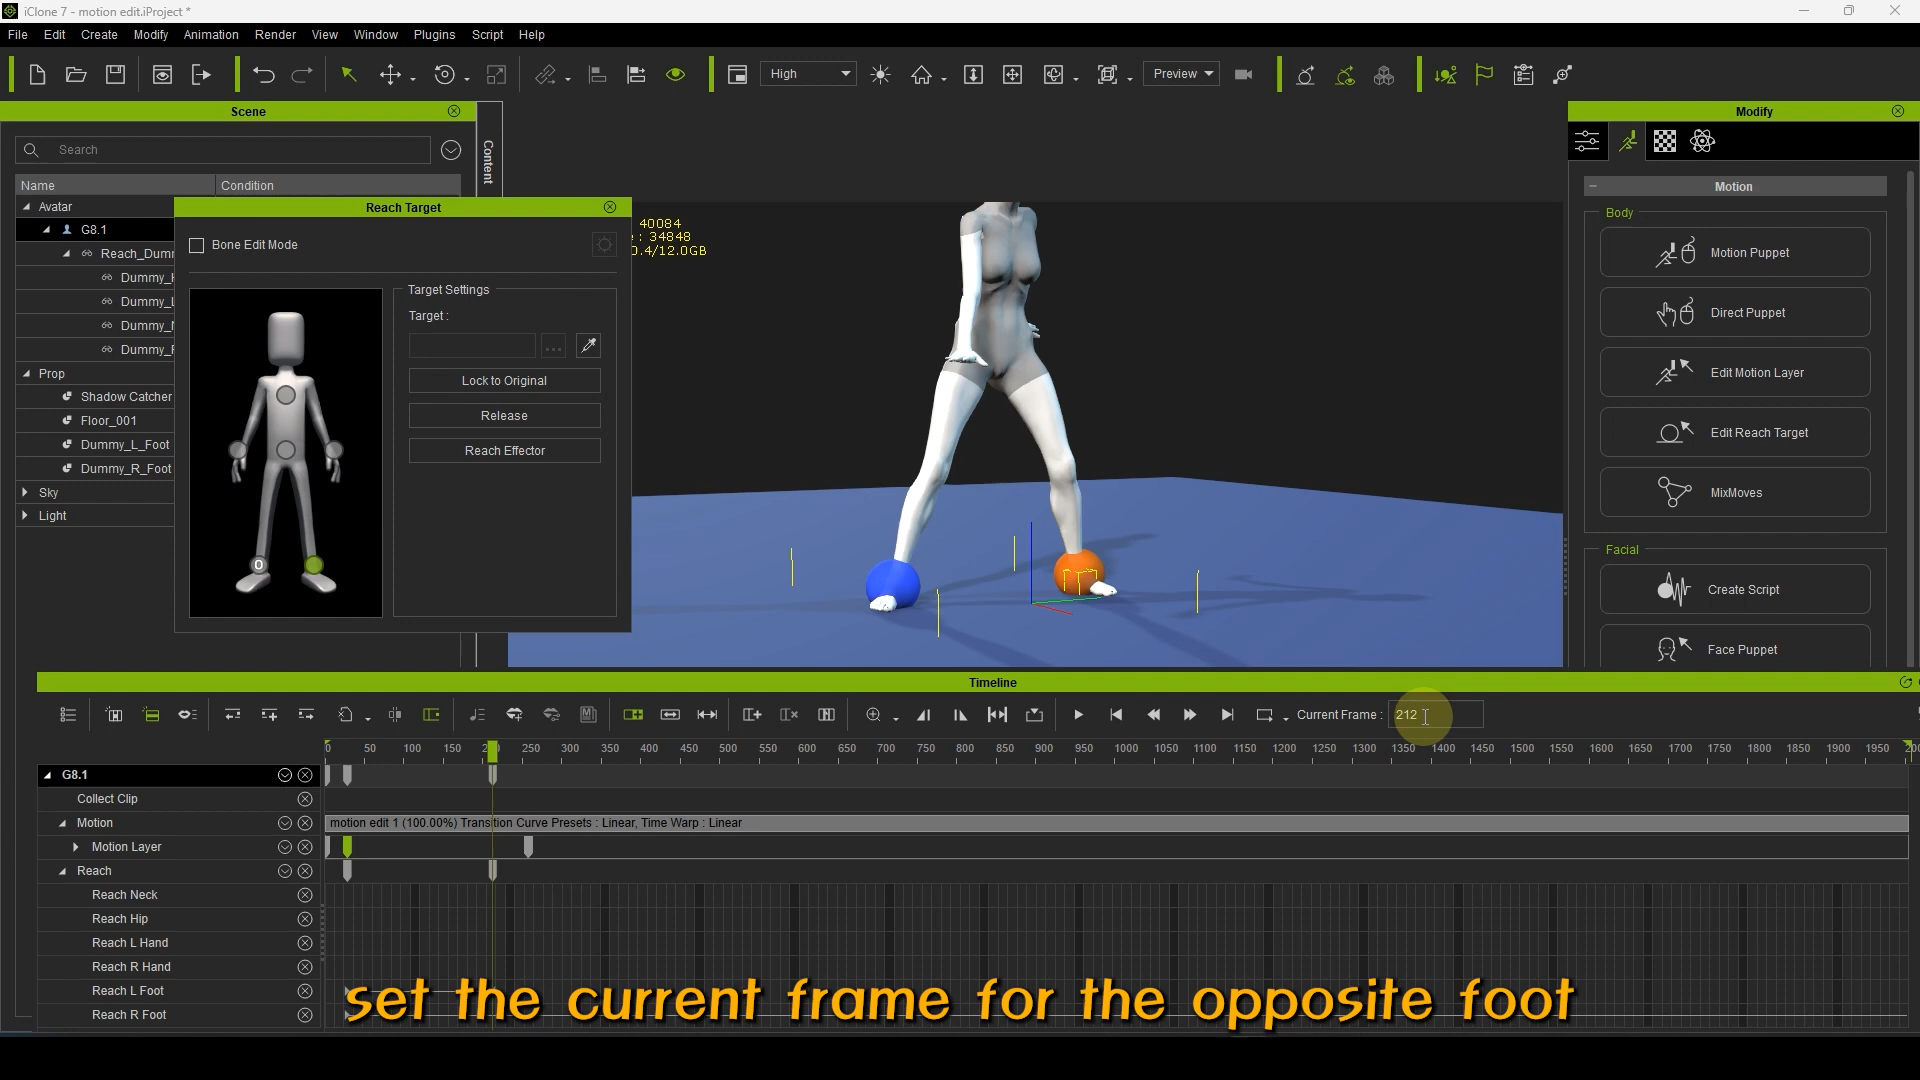 iClone 7 - motion edit.iProject *
File Edit Create Modify Animation Render View Window Plugins Script Help
High
Preview
Scene
Content
Modify
Search
Name Condition
Avatar
G8.1
Prop
Shadow Catcher
Floor_001
Dummy_L_Foot
Dummy_R_Foot
Sky
Light
Reach Target
Bone Edit Mode
Target Settings
Target :
...
Lock to Original
Release
Reach Effector
O
40084
: 34848
0.4/12.0GB
Motion
Body
Motion Puppet
Direct Puppet
Edit Motion Layer
Edit Reach Target
MixMoves
Facial
Create Script
Face Puppet
Timeline
Current Frame : 212
0 50 100 150 250 300 350 400 450 500 550 600 650 700 750 800 850 900 950 1000 1050 1100 1150 1200 1250 1300 1350 1400 1450 1500 1550 1600 1650 1700 1750 1800 1850 1900 1950
G8.1
Collect Clip
Motion
motion edit 1 (100.00%) Transition Curve Presets : Linear, Time Warp : Linear
Motion Layer
Reach
Reach Neck
Reach Hip
Reach L Hand
Reach R Hand
Reach L Foot
Reach R Foot
set the current frame for the opposite foot